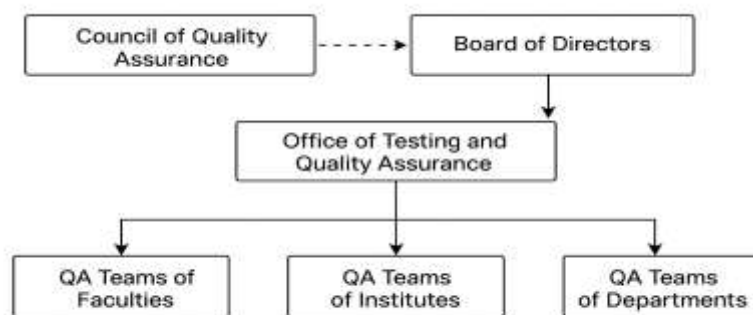 Council of Quality
Assurance
Board of Directors
Office of Testing and
Quality Assurance
QA Teams of
Faculties
QA Teams
of Institutes
QA Teams
of Departments